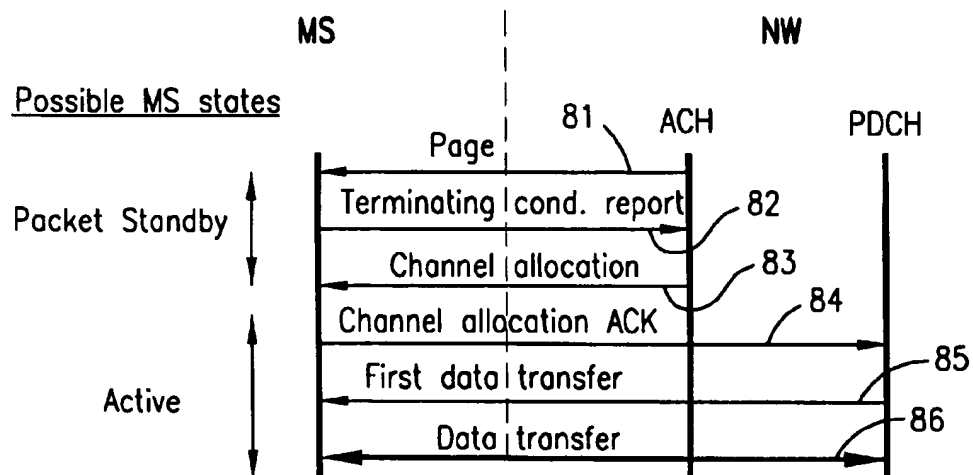 MS NW
Possible MS states
ACH PDCH
81
Page
Packet Standby
Terminating cond. report
82
Channel allocation
83
Channel allocation ACK
84
Active
First data transfer
85
Data transfer
86